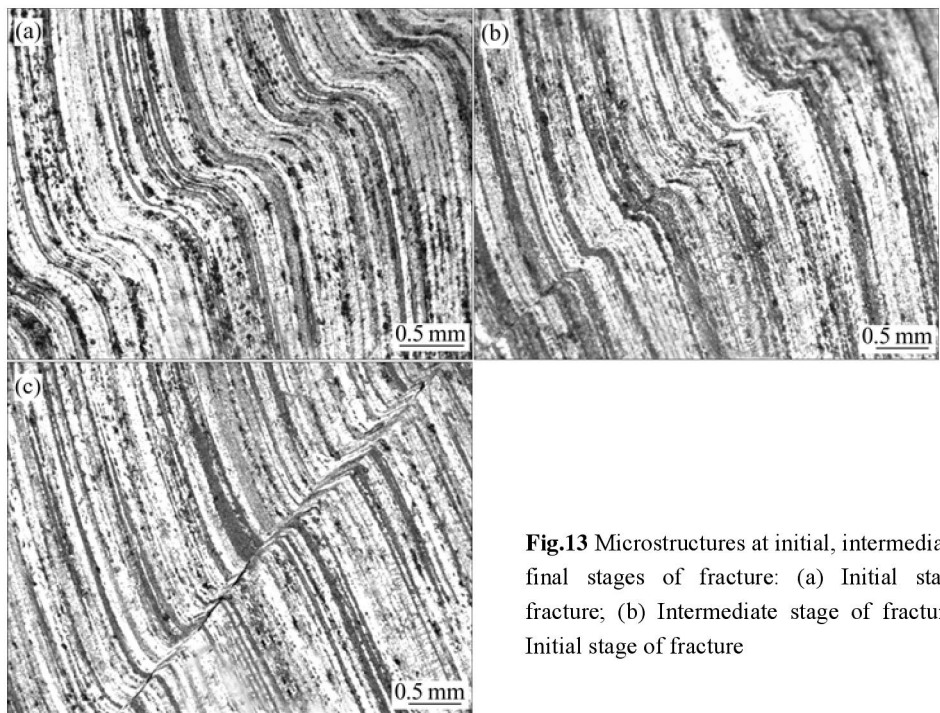 (a)
(b)
0.5 mm
0.5 mm
(c)
0.5 mm
Fig.13 Microstructures at initial, intermedia
final stages of fracture: (a) Initial sta
fracture; (b) Intermediate stage of fractu
Initial stage of fracture